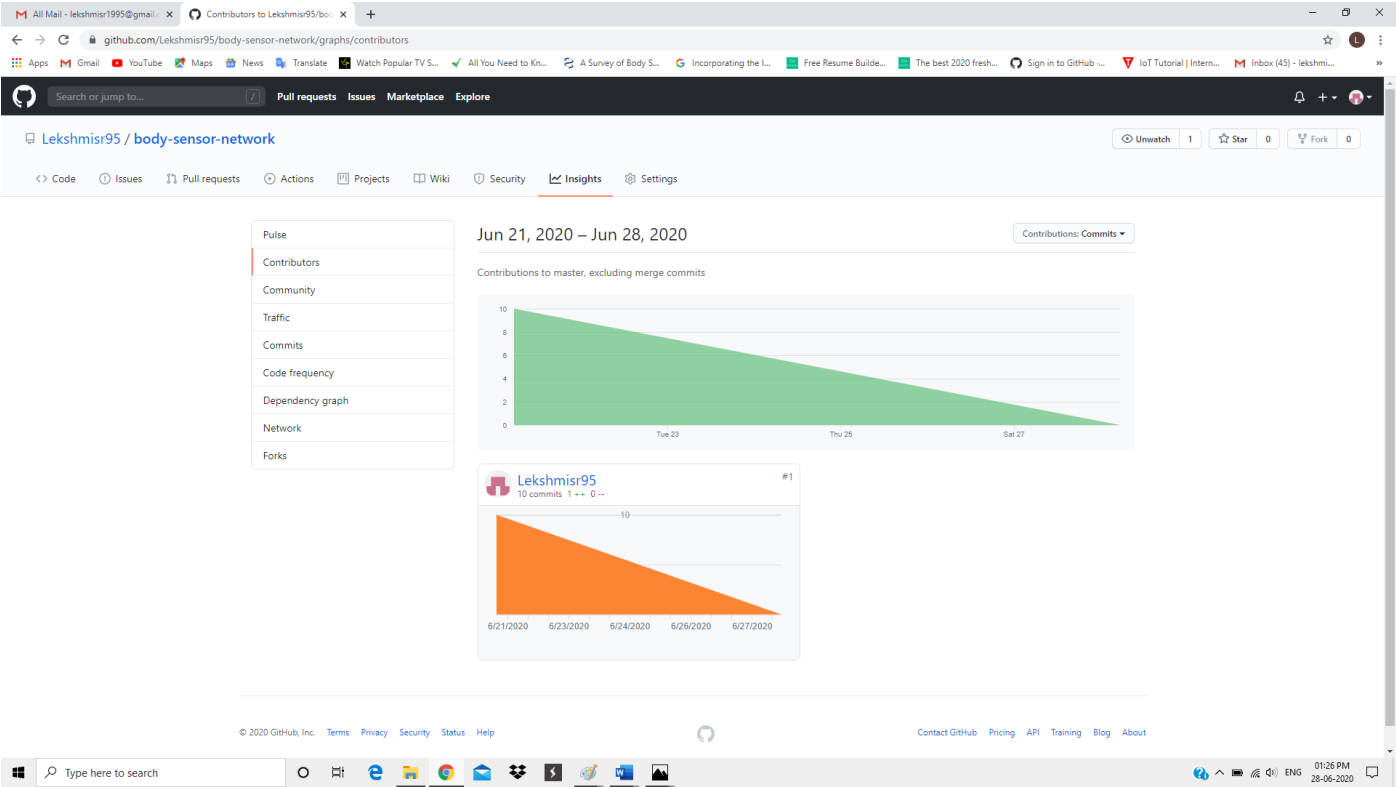 All Mail - lekshmisr1995@gmail.c
Contributors to Lekshmisr95/bod
github.com/Lekshmisr95/body-sensor-network/graphs/contributors
L
Apps Gmail YouTube Maps News Translate Watch Popular TV S... All You Need to Kn... A Survey of Body S... Incorporating the I... Free Resume Builde... The best 2020 fresh... Sign in to GitHub ·... IoT Tutorial | Intern... Inbox (45) - lekshmi... »
Search or jump to... / Pull requests Issues Marketplace Explore
Lekshmisr95 / body-sensor-network
Unwatch 1 Star 0 Fork 0
Code Issues Pull requests Actions Projects Wiki Security Insights Settings
Pulse
Contributors
Community
Traffic
Commits
Code frequency
Dependency graph
Network
Forks
Jun 21, 2020 – Jun 28, 2020
Contributions: Commits
Contributions to master, excluding merge commits
10
8
6
4
2
0
Tue 23 Thu 25 Sat 27
Lekshmisr95 #1
10 commits 1 ++ 0 --
10
6/21/2020 6/23/2020 6/24/2020 6/26/2020 6/27/2020
© 2020 GitHub, Inc. Terms Privacy Security Status Help
Contact GitHub Pricing API Training Blog About
Type here to search
ENG
01:26 PM
28-06-2020